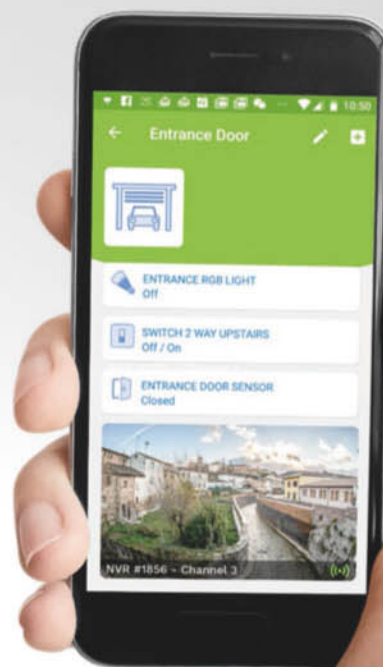 10:50
Entrance Door
ENTRANCE RGB LIGHT
Off
SWITCH 2 WAY UPSTAIRS
Off / On
ENTRANCE DOOR SENSOR
Closed
NVR #1856 - Channel 3